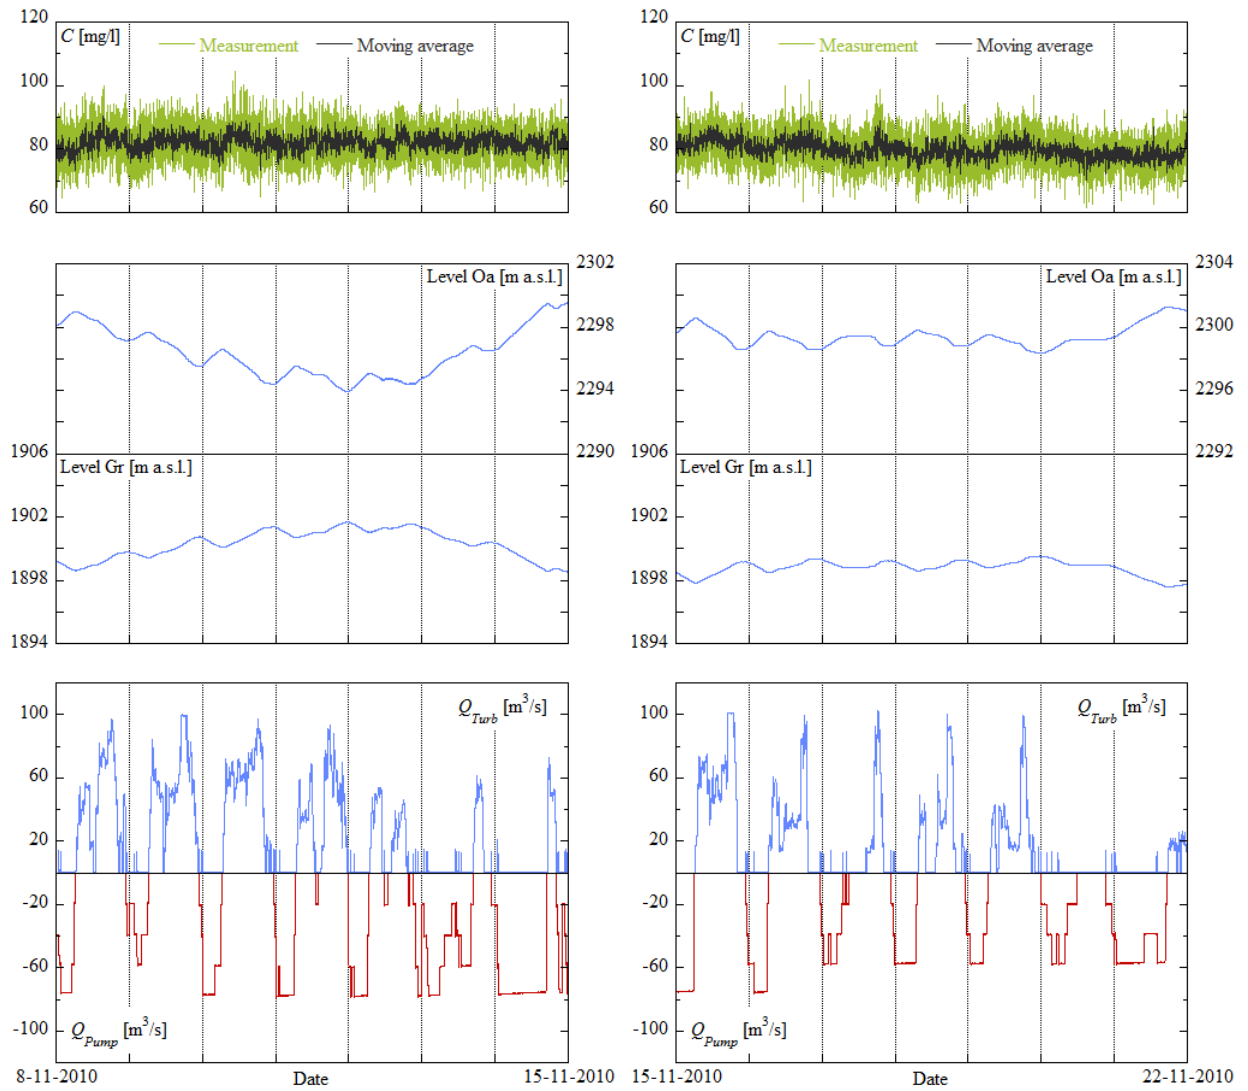 120
C [mg/l]
Measurement
Moving average
100
80
60
120
C [mg/l]
Measurement
Moving average
100
80
60
Level Oa [m a.s.l.]
2302
2298
2294
2290
1906
Level Gr [m a.s.l.]
1902
1898
1894
Level Oa [m a.s.l.]
2304
2300
2296
2292
1906
Level Gr [m a.s.l.]
1902
1898
1894
100
Q_Turb [m³/s]
60
20
-20
-60
-100
Q_Pump [m³/s]
8-11-2010
Date
15-11-2010
100
Q_Turb [m³/s]
60
20
-20
-60
-100
Q_Pump [m³/s]
15-11-2010
Date
22-11-2010